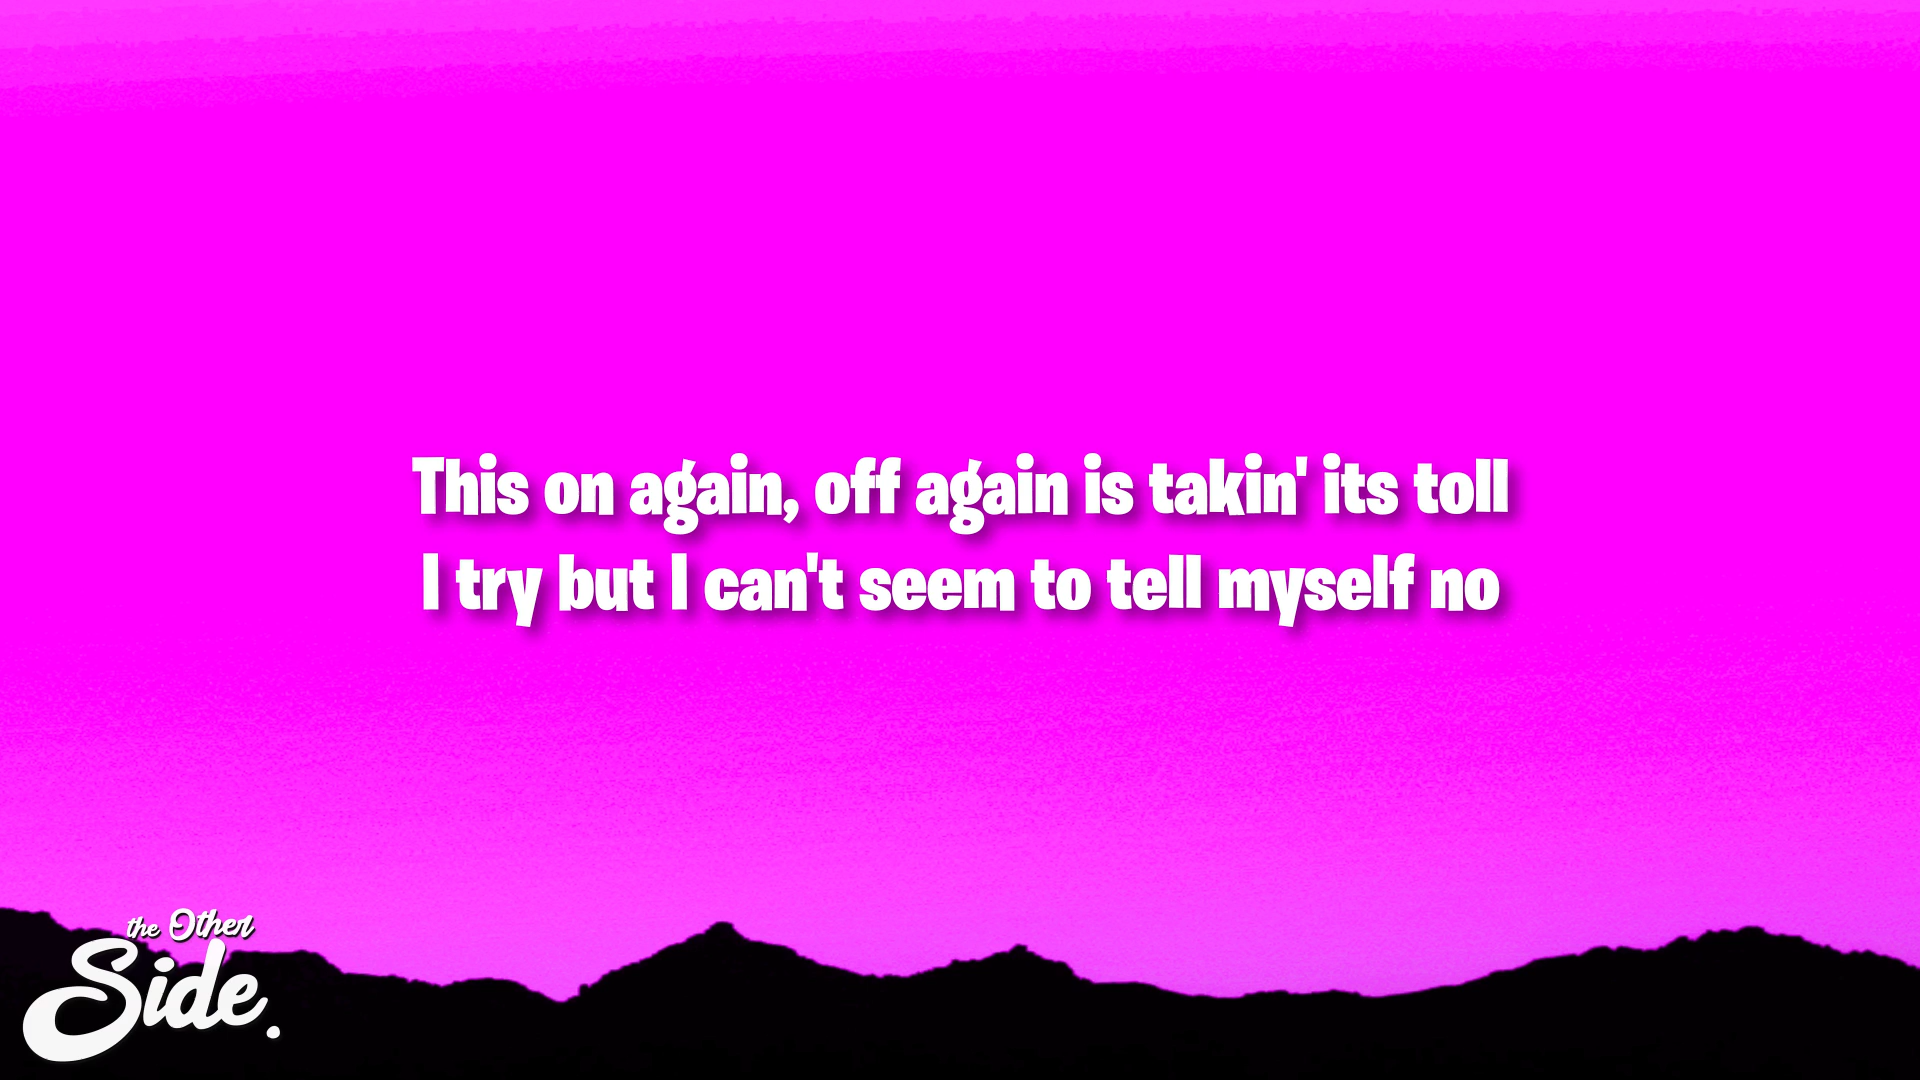 This on again, off again is takin' its toll
I try but I can't seem to tell myself no
the Other
Side.